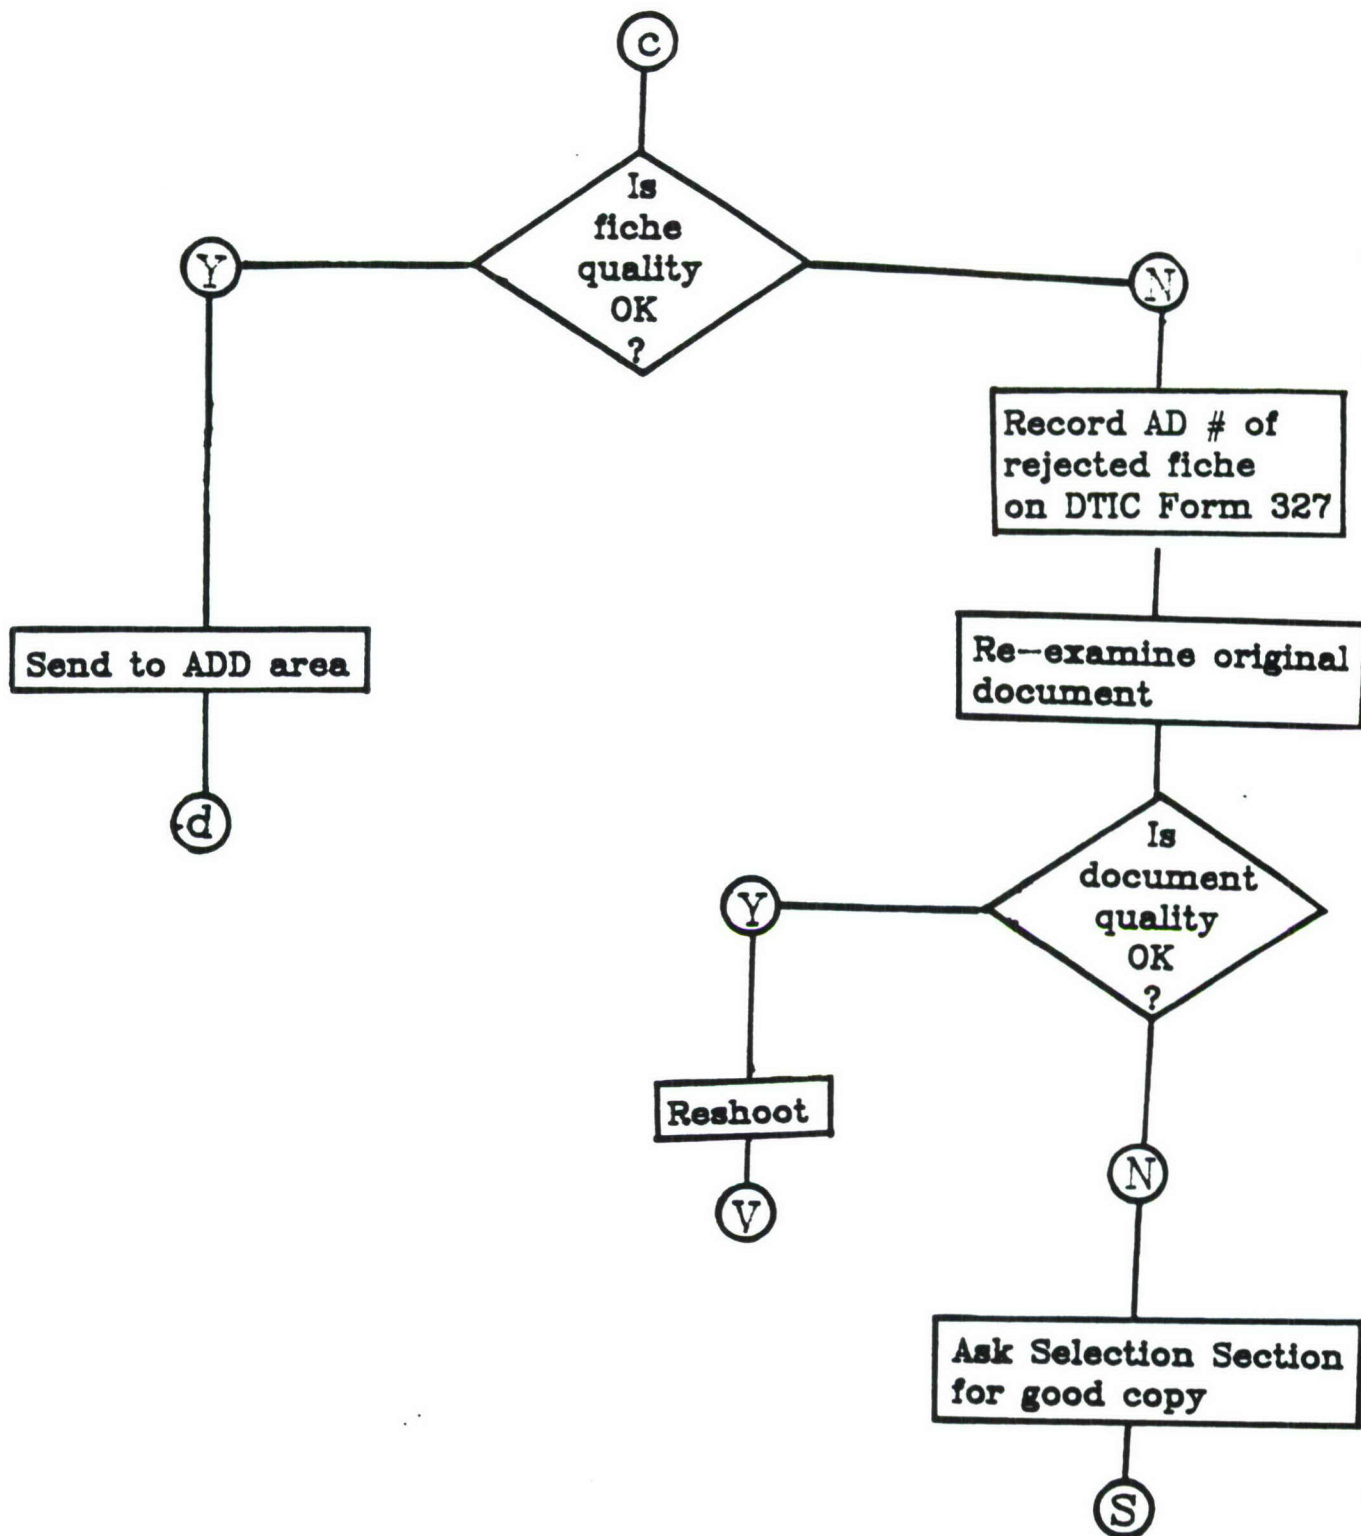 c
Is
fiche
quality
OK
?
Y
N
Record AD # of
rejected fiche
on DTIC Form 327
Send to ADD area
Re-examine original
document
d
Is
document
quality
OK
?
Y
Reshoot
V
N
Ask Selection Section
for good copy
S